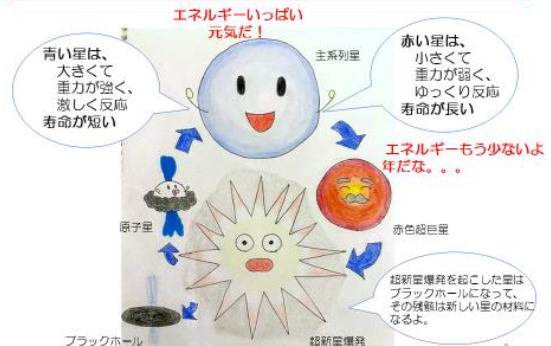 エネルギーいっぱい
元気だ！
青い星は、
大きくて
重力が強く、
激しく反応
寿命が短い
主系列星
赤い星は、
小さくて
重力が弱く、
ゆっくり反応
寿命が長い
エネルギーもう少ないよ
年だな。。。
原子星
赤色超巨星
超新星爆発を起こした星は
ブラックホールになって、
その残骸は新しい星の材料に
なるよ。
ブラックホール
超新星爆発